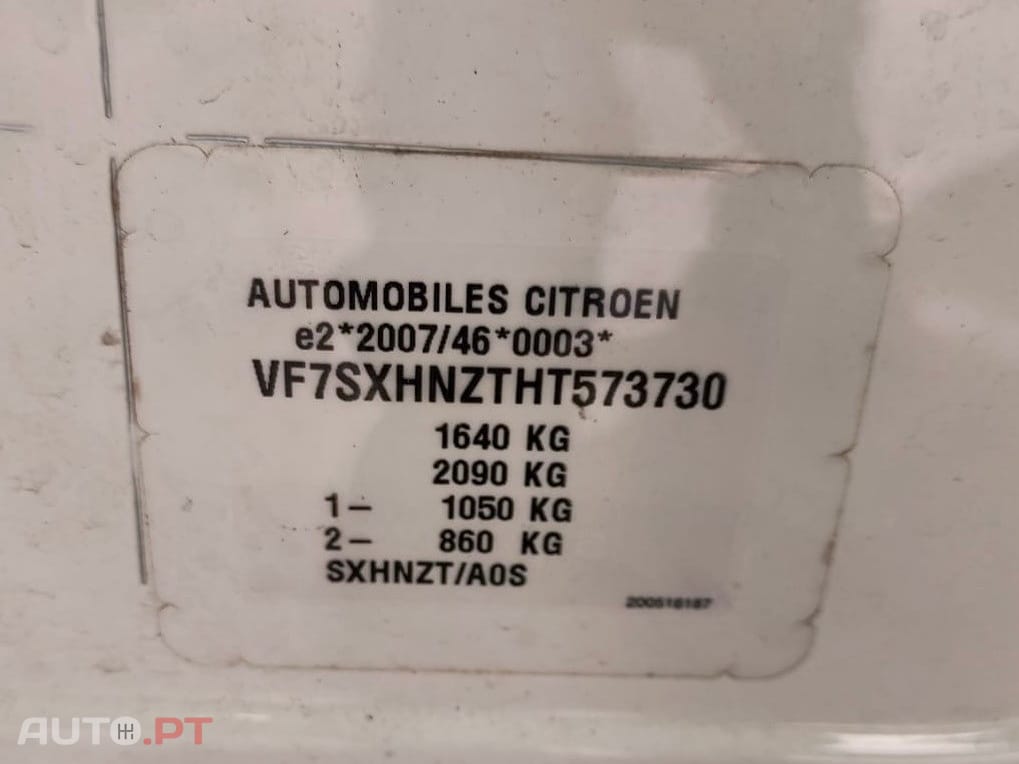 AUTOMOBILES CITROEN
e2*2007/46*0003*
VF7SXHNZTHT573730
1640 KG
2090 KG
1- 1050 KG
2- 860 KG
SXHNZT/A0S
200516187
AUTO.PT